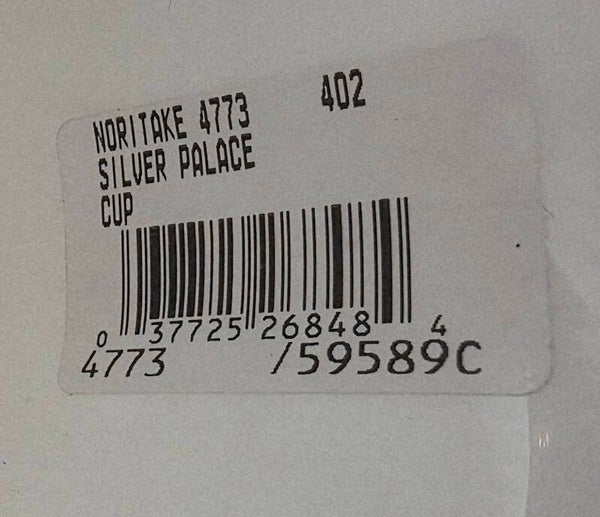 NORITAKE 4773 402
SILVER PALACE
CUP
0 37725 26848 4
4773 /59589C